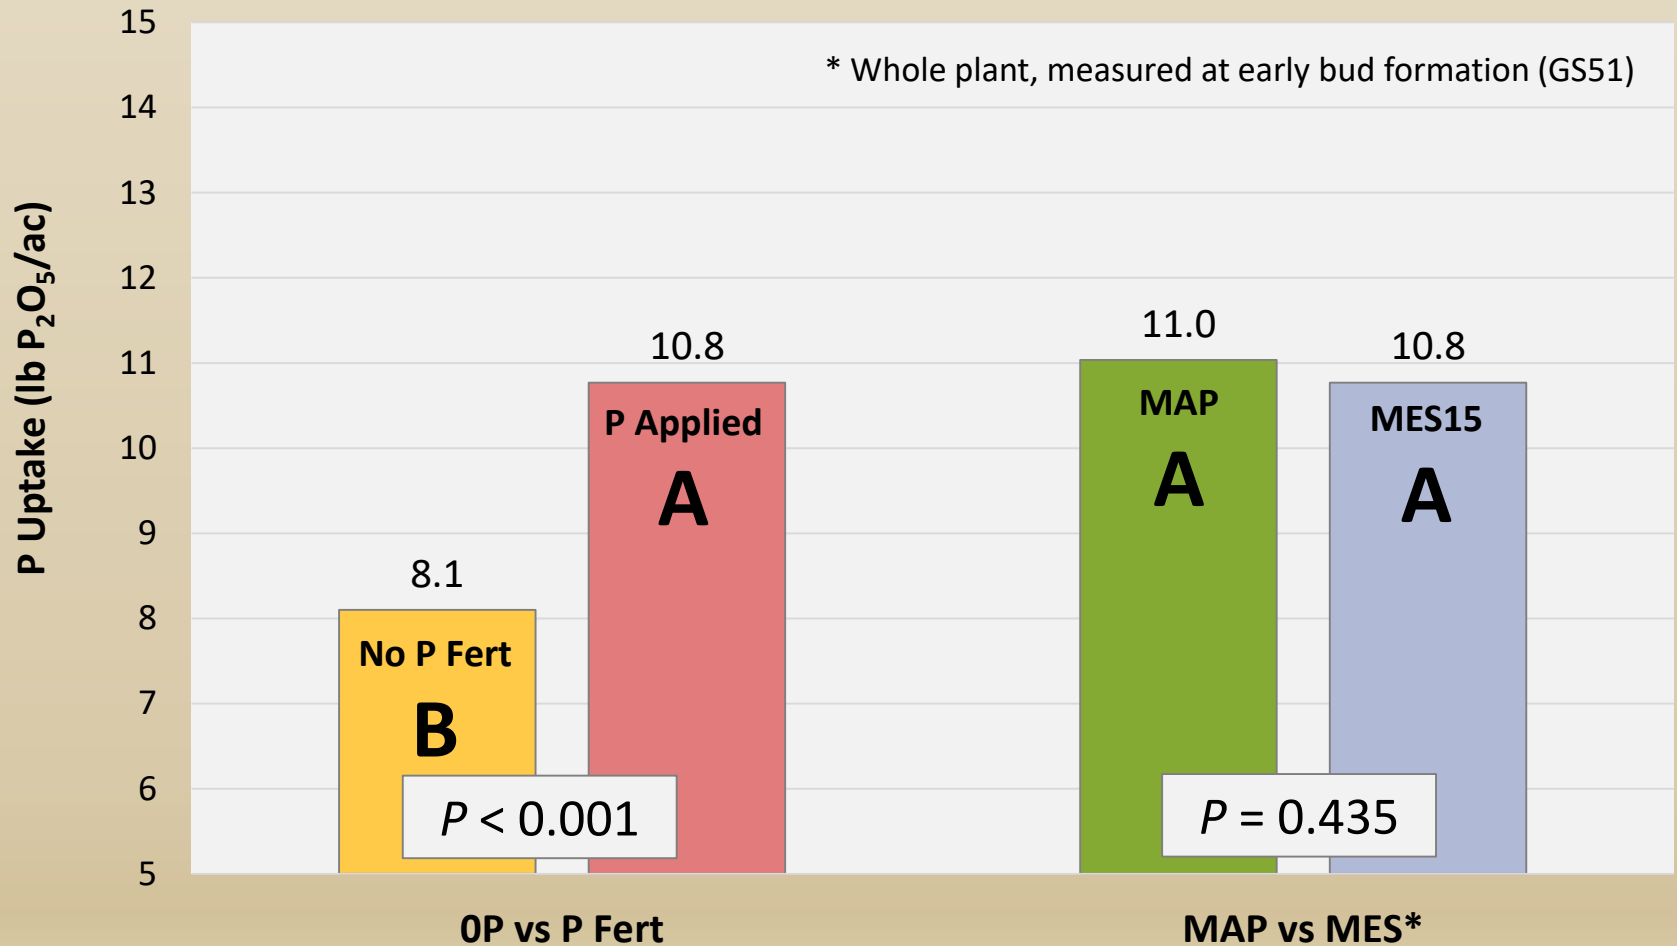 15
14
13
12
11
10
9
8
7
6
5
P Uptake (lb P₂O₅/ac)
* Whole plant, measured at early bud formation (GS51)
8.1
No P Fert
B
10.8
P Applied
A
P < 0.001
11.0
MAP
A
10.8
MES15
A
P = 0.435
0P vs P Fert
MAP vs MES*